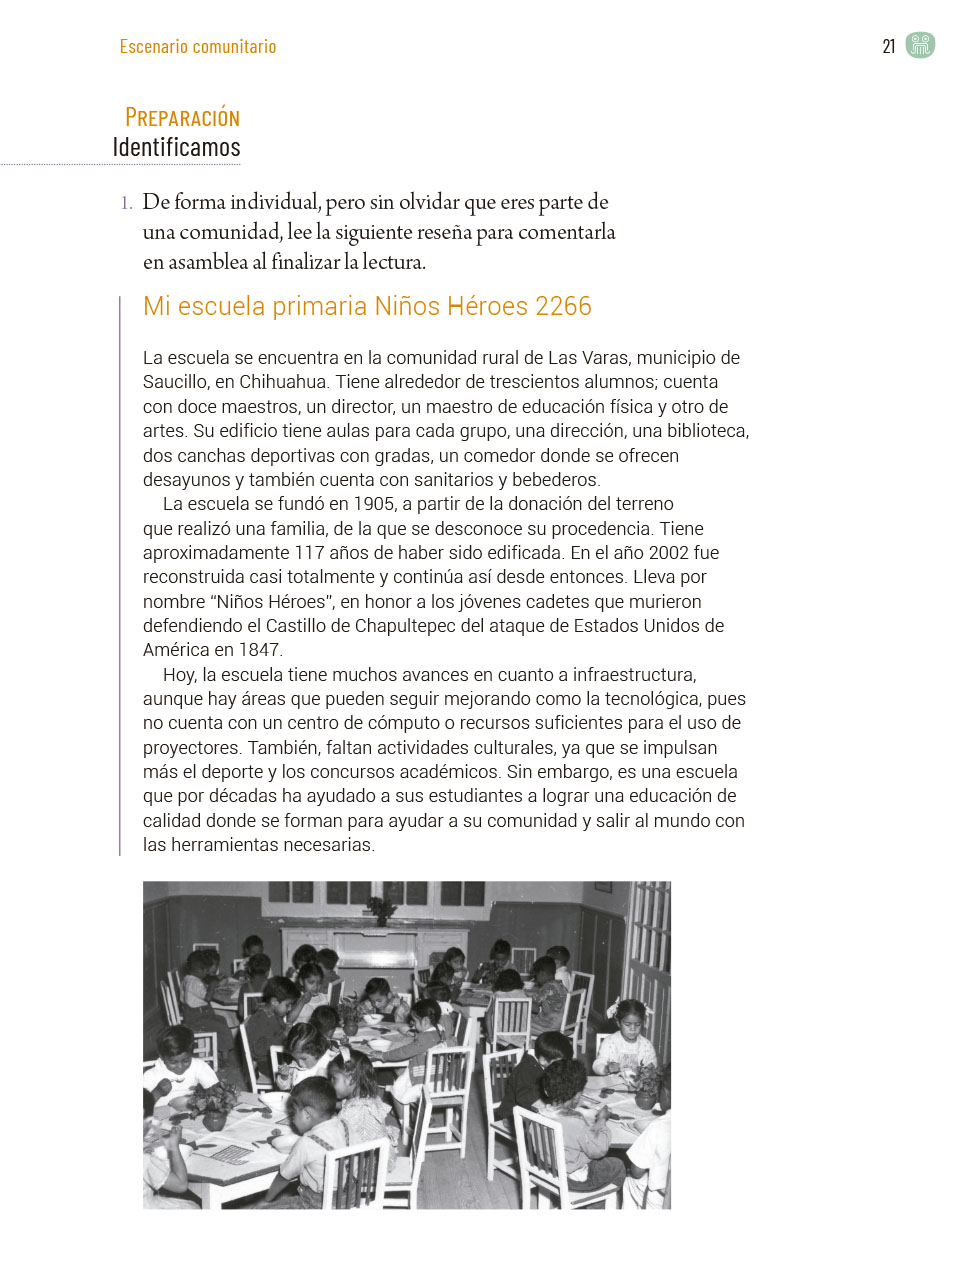 Escenario comunitario
21
Preparación
Identificamos
1. De forma individual, pero sin olvidar que eres parte de
una comunidad, lee la siguiente reseña para comentarla
en asamblea al finalizar la lectura.
Mi escuela primaria Niños Héroes 2266
La escuela se encuentra en la comunidad rural de Las Varas, municipio de
Saucillo, en Chihuahua. Tiene alrededor de trescientos alumnos; cuenta
con doce maestros, un director, un maestro de educación física y otro de
artes. Su edificio tiene aulas para cada grupo, una dirección, una biblioteca,
dos canchas deportivas con gradas, un comedor donde se ofrecen
desayunos y también cuenta con sanitarios y bebederos.
La escuela se fundó en 1905, a partir de la donación del terreno
que realizó una familia, de la que se desconoce su procedencia. Tiene
aproximadamente 117 años de haber sido edificada. En el año 2002 fue
reconstruida casi totalmente y continúa así desde entonces. Lleva por
nombre “Niños Héroes”, en honor a los jóvenes cadetes que murieron
defendiendo el Castillo de Chapultepec del ataque de Estados Unidos de
América en 1847.
Hoy, la escuela tiene muchos avances en cuanto a infraestructura,
aunque hay áreas que pueden seguir mejorando como la tecnológica, pues
no cuenta con un centro de cómputo o recursos suficientes para el uso de
proyectores. También, faltan actividades culturales, ya que se impulsan
más el deporte y los concursos académicos. Sin embargo, es una escuela
que por décadas ha ayudado a sus estudiantes a lograr una educación de
calidad donde se forman para ayudar a su comunidad y salir al mundo con
las herramientas necesarias.